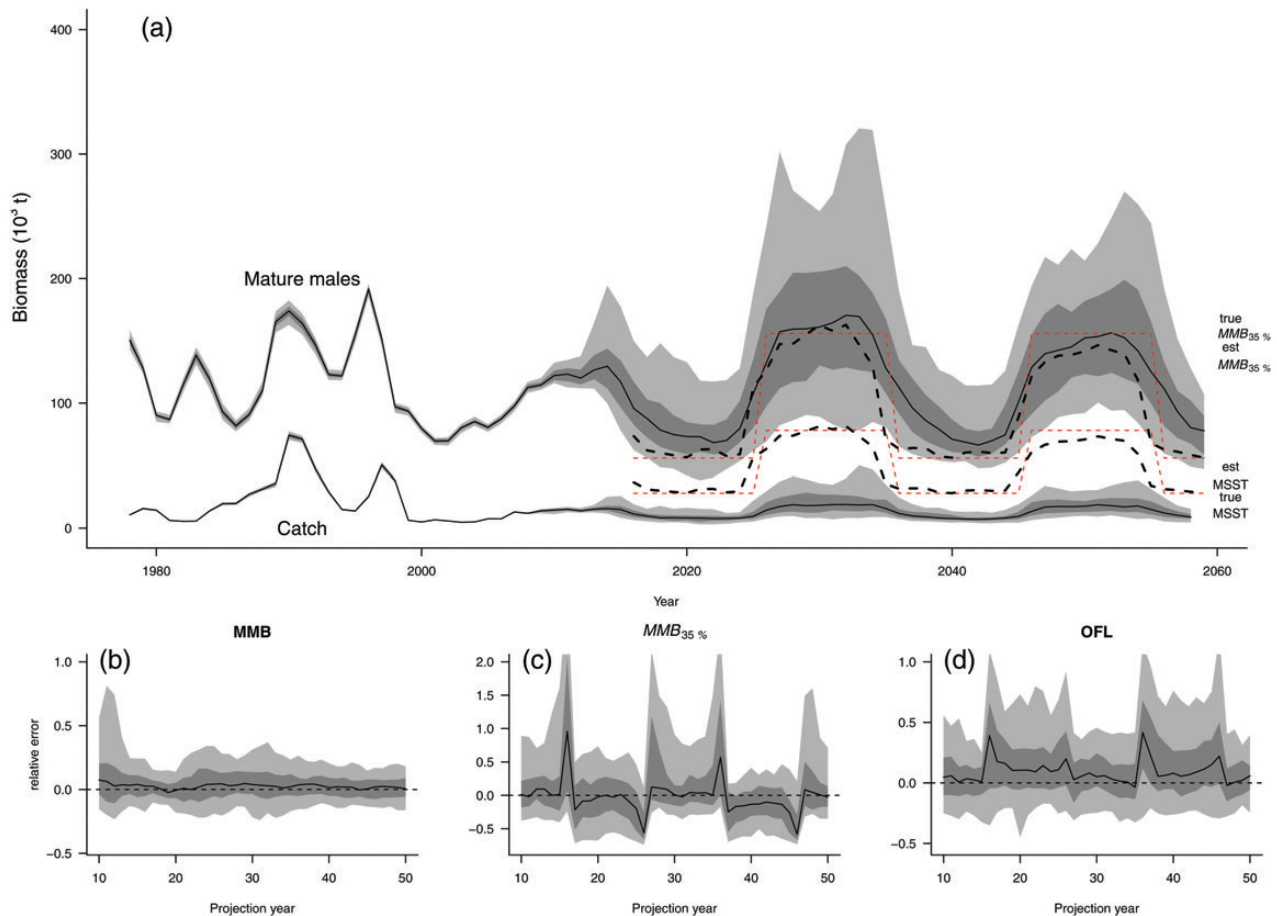 (a)
400
300
200
100
0
Biomass (10³ t)
Mature males
Catch
true
MMB35 %
est
MMB35 %
est
MSST
true
MSST
1980
2000
2020
2040
2060
Year
MMB
(b)
1.0
0.5
0.0
−0.5
relative error
10
20
30
40
50
Projection year
MMB35 %
(c)
2.0
1.5
1.0
0.5
0.0
−0.5
10
20
30
40
50
Projection year
OFL
(d)
1.0
0.5
0.0
−0.5
10
20
30
40
50
Projection year